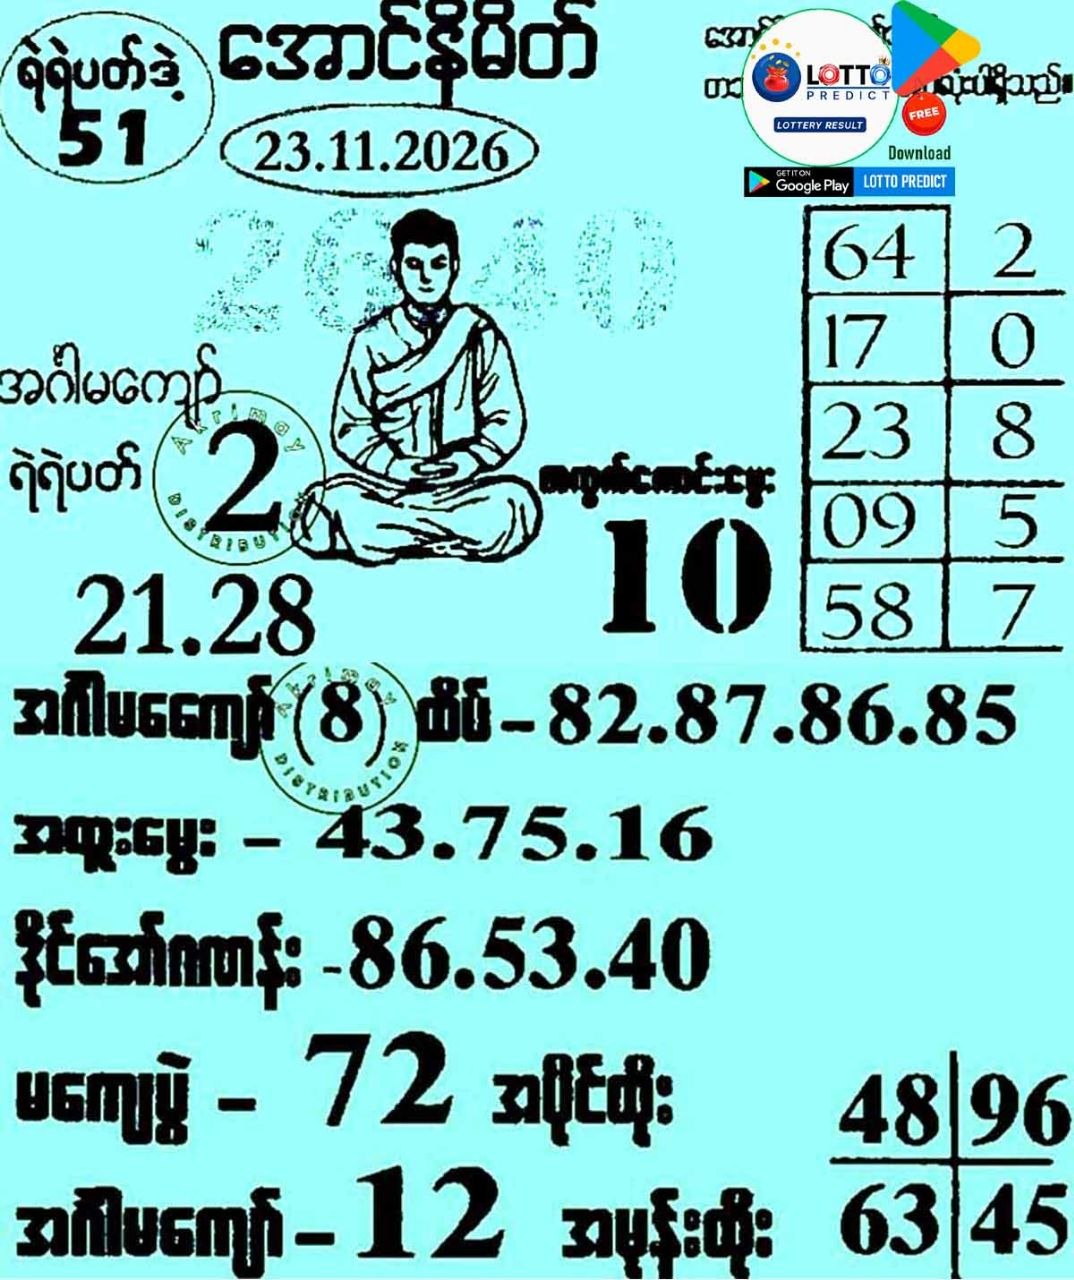 ရဲရဲပတ်ဒဲ့
51
အောင်နိမိတ်
23.11.2026
LOTTO
PREDICT
LOTTERY RESULT
FREE
Download
GET IT ON
Google Play
LOTTO PREDICT
2640
64 2
17 0
23 8
09 5
58 7
အင်္ဂါမကျော်
ရဲရဲပတ် 2
Akrimay
DISTRIBUTION
21.28
10
အင်္ဂါမကျော် (8) ထိပ် - 82.87.86.85
Akrimay
DISTRIBUTION
အထူးမွေး - 43.75.16
ဒိုင်အော်ဂဏန်း - 86.53.40
မကျေပွဲ - 72 အပိုင်ထိုး
48 96
အင်္ဂါမကျော် - 12 အမုန်းထိုး
63 45